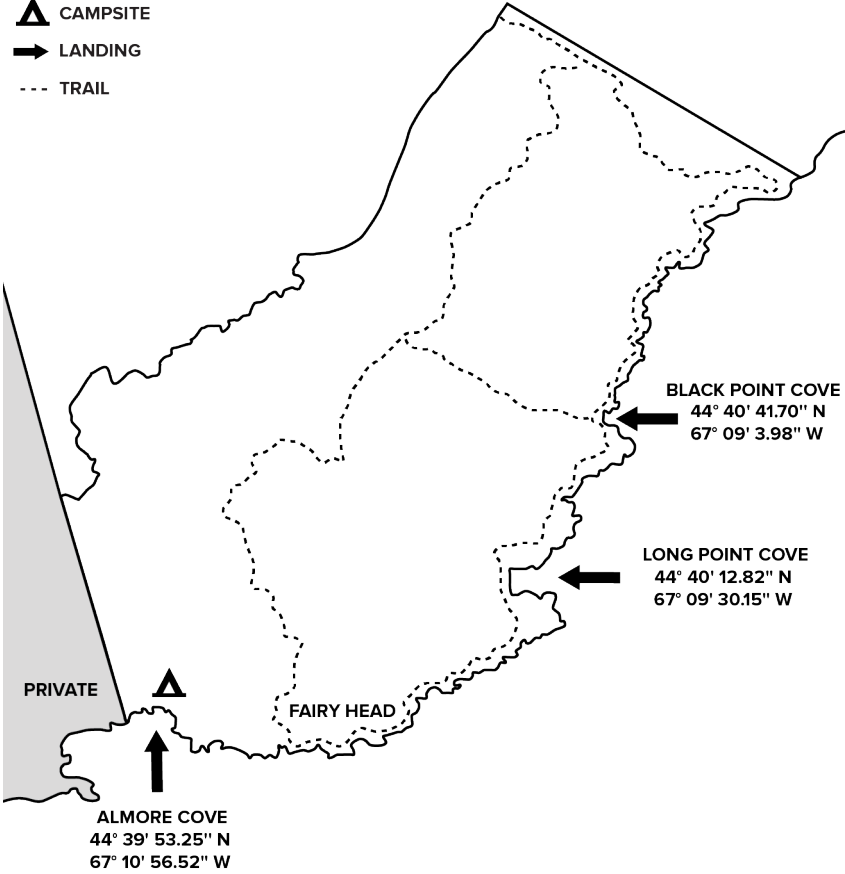 CAMPSITE
LANDING
TRAIL
BLACK POINT COVE
44° 40' 41.70" N
67° 09' 3.98" W
LONG POINT COVE
44° 40' 12.82" N
67° 09' 30.15" W
PRIVATE
FAIRY HEAD
ALMORE COVE
44° 39' 53.25" N
67° 10' 56.52" W